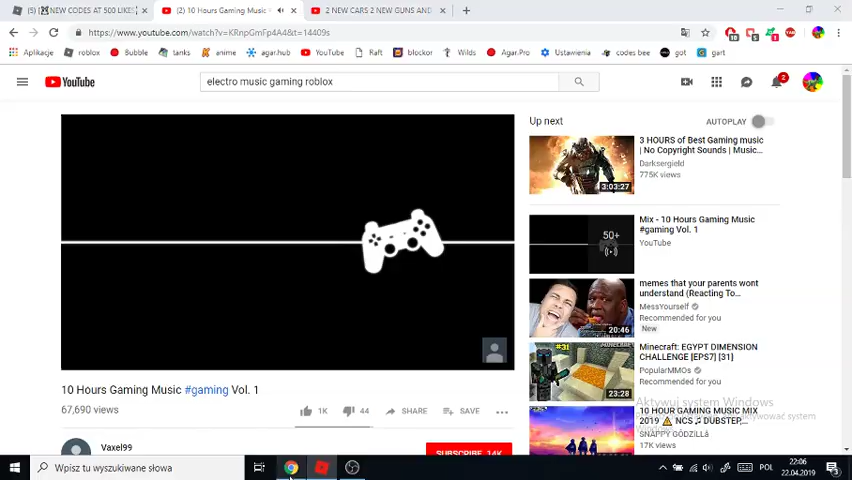 (5) [NEW CODES AT 500 LIKES
(2) 10 Hours Gaming Music
2 NEW CARS 2 NEW GUNS AND
https://www.youtube.com/watch?v=KRnpGmFp4A4&t=14409s
Aplikacje roblox Bubble tanks anime agar.hub YouTube Raft blockor Wilds Agar.Pro Ustawienia codes bee got gart
YouTube
electro music gaming roblox
2
Up next
AUTOPLAY
3 HOURS of Best Gaming music
| No Copyright Sounds | Music...
Darksergield
775K views
3:03:27
Mix - 10 Hours Gaming Music
#gaming Vol. 1
YouTube
50+
memes that your parents wont
understand (Reacting To...
MessYourself
Recommended for you
New
20:46
Minecraft: EGYPT DIMENSION
CHALLENGE [EPS7] [31]
PopularMMOs
Recommended for you
#31
23:28
10 HOUR GAMING MUSIC MIX
2019 ⚠ NCS ♫ DUBSTEP,...
SNAPPY GODZILLA
17K views
Aktywuj system Windows
10 Hours Gaming Music #gaming Vol. 1
67,690 views
1K 44 SHARE SAVE
Vaxel99
SUBSCRIBE 14K
Wpisz tu wyszukiwane słowa
POL
22:06
22.04.2019
3